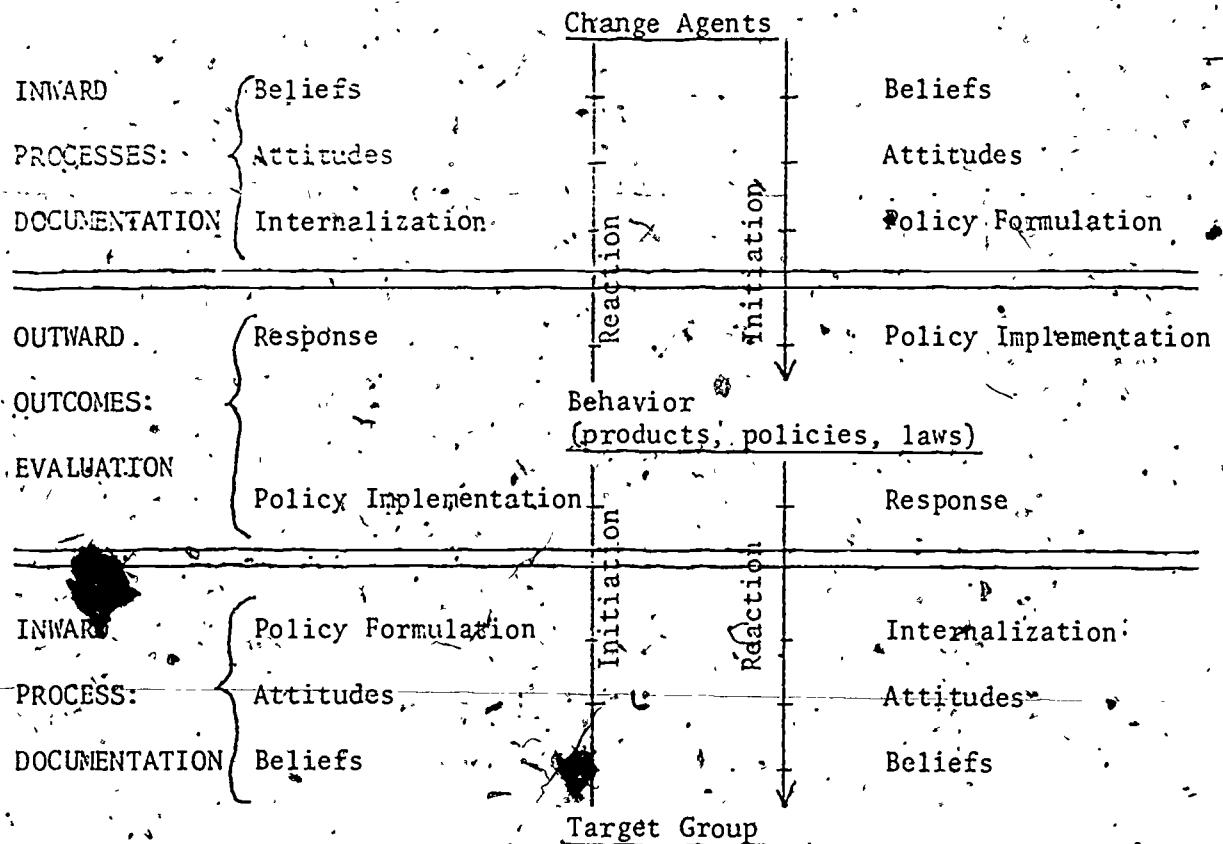 Change Agents
INWARD Beliefs Beliefs
PROCESSES: Attitudes Attitudes
DOCUMENTATION Internalization Policy Formulation
Reaction Initiation
OUTWARD Response Policy Implementation
OUTCOMES: Behavior
(products, policies, laws)
EVALUATION
Policy Implementation Response
Initiation Reaction
INWARD Policy Formulation Internalization
PROCESS: Attitudes Attitudes
DOCUMENTATION Beliefs Beliefs
Target Group